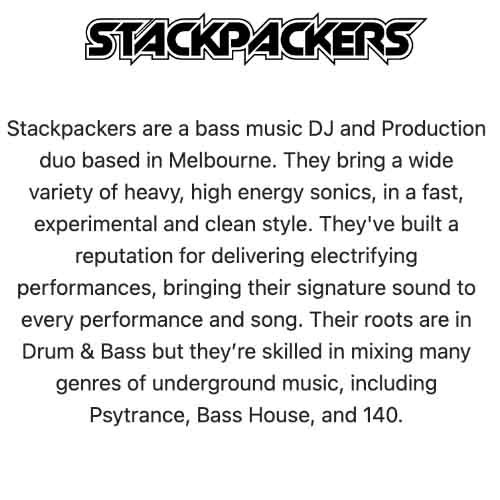 STACKPACKERS
Stackpackers are a bass music DJ and Production
duo based in Melbourne. They bring a wide
variety of heavy, high energy sonics, in a fast,
experimental and clean style. They've built a
reputation for delivering electrifying
performances, bringing their signature sound to
every performance and song. Their roots are in
Drum & Bass but they’re skilled in mixing many
genres of underground music, including
Psytrance, Bass House, and 140.